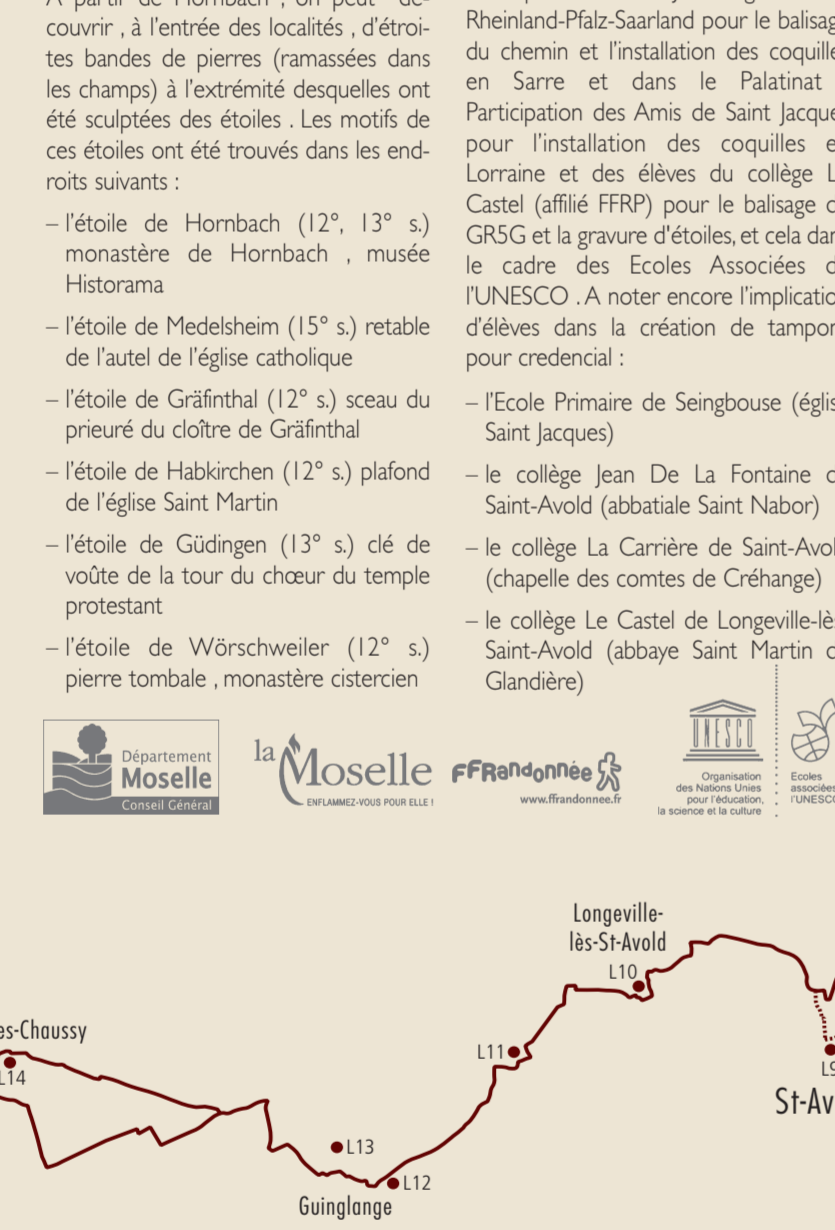 A partir de Hornbach , on peut dé-
couvrir , à l'entrée des localités , d'étroi-
tes bandes de pierres (ramassées dans
les champs) à l'extrémité desquelles ont
été sculptées des étoiles . Les motifs de
ces étoiles ont été trouvés dans les end-
roits suivants :
– l'étoile de Hornbach (12°, 13° s.)
monastère de Hornbach , musée
Historama
– l'étoile de Medelsheim (15° s.) retable
de l'autel de l'église catholique
– l'étoile de Gräfinthal (12° s.) sceau du
prieuré du cloître de Gräfinthal
– l'étoile de Habkirchen (12° s.) plafond
de l'église Saint Martin
– l'étoile de Güdingen (13° s.) clé de
voûte de la tour du chœur du temple
protestant
– l'étoile de Wörschweiler (12° s.)
pierre tombale , monastère cistercien
Rheinland-Pfalz-Saarland pour le balisag
du chemin et l'installation des coquille
en Sarre et dans le Palatinat
Participation des Amis de Saint Jacque
pour l'installation des coquilles e
Lorraine et des élèves du collège L
Castel (affilié FFRP) pour le balisage d
GR5G et la gravure d'étoiles, et cela dan
le cadre des Ecoles Associées d
l'UNESCO . A noter encore l'implicatio
d'élèves dans la création de tampon
pour credencial :
– l'Ecole Primaire de Seingbouse (églis
Saint Jacques)
– le collège Jean De La Fontaine d
Saint-Avold (abbatiale Saint Nabor)
– le collège La Carrière de Saint-Avol
(chapelle des comtes de Créhange)
– le collège Le Castel de Longeville-lès
Saint-Avold (abbaye Saint Martin d
Glandière)
Département
Moselle
Conseil Général
la Moselle
ENFLAMMEZ-VOUS POUR ELLE !
FFRandonnée
www.ffrandonnee.fr
UNESCO
Organisation
des Nations Unies
pour l'éducation,
la science et la culture
Ecoles
associées
l'UNESCO
Longeville-
lès-St-Avold
L10
es-Chaussy
L14
L11
L9
St-Av
L13
L12
Guinglange